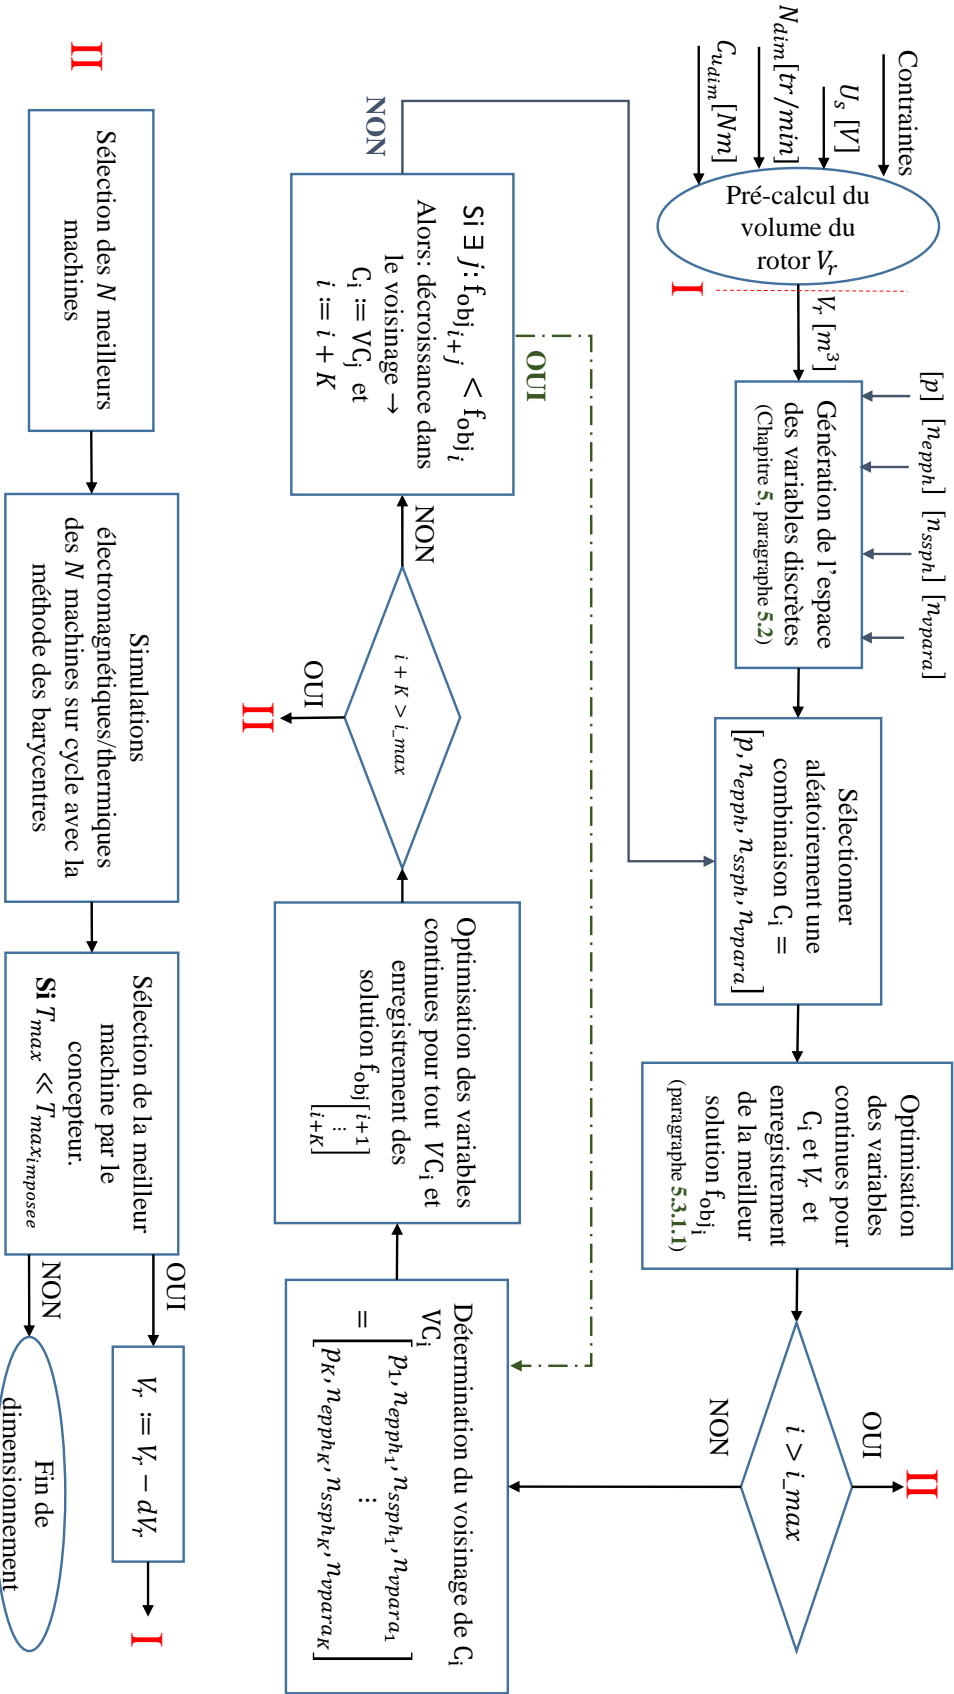 Contraintes
U_s [V]
N_dim[tr/min]
C_u_dim [Nm]
Pré-calcul du
volume du
rotor V_r
I
V_r [m^3]
[p] [n_epph] [n_ssph] [n_vpara]
Génération de l'espace
des variables discrètes
(Chapitre 5, paragraphe 5.2)
Sélectionner
aléatoirement une
combinaison C_i =
[p, n_epph, n_ssph, n_vpara]
Optimisation
des variables
continues pour
C_i et V_r et
enregistrement
de la meilleur
solution f_obj_i
(paragraphe 5.3.1.1)
i > i_max
OUI
II
NON
Détermination du voisinage de C_i
VC_i
=
[p_1, n_epph_1, n_ssph_1, n_vpara_1
⋮
p_K, n_epph_K, n_ssph_K, n_vpara_K]
Optimisation des variables
continues pour tout VC_i et
enregistrement des
solution f_obj[i+1 ⋮ i+K]
i + K > i_max
OUI
II
NON
Si ∃ j: f_obj_i+j < f_obj_i
Alors: décroissance dans
le voisinage →
C_i := VC_j et
i := i + K
OUI
NON
II
Sélection des N meilleurs
machines
Simulations
électromagnétiques/thermiques
des N machines sur cycle avec la
méthode des barycentres
Sélection de la meilleur
machine par le
concepteur.
Si T_max ≪ T_max_imposee
OUI
V_r := V_r − dV_r
I
NON
Fin de
dimensionnement